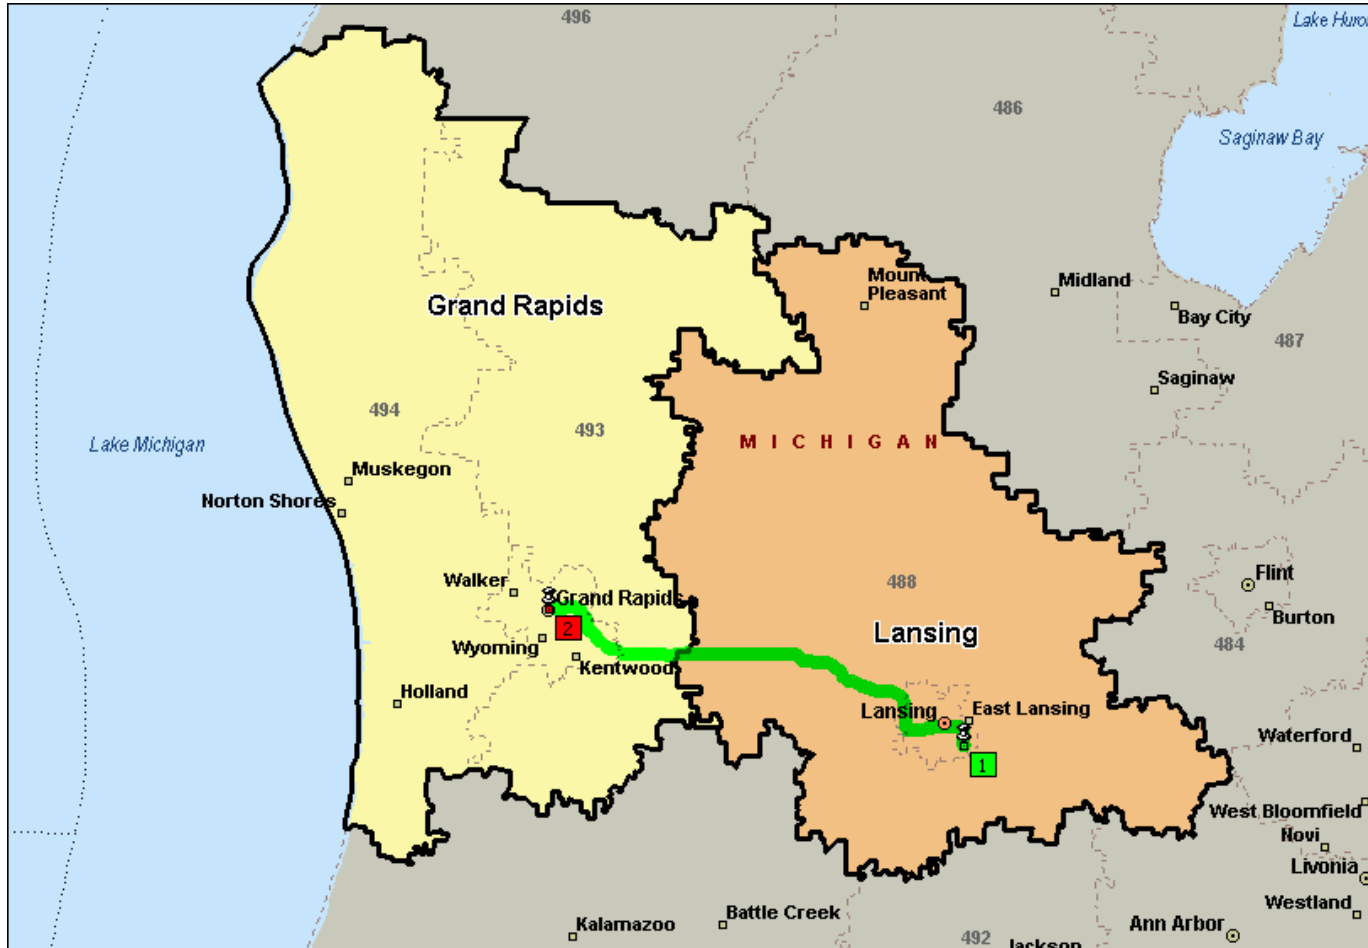 496
Lake Huro
486
Saginaw Bay
Mount
Pleasant
Midland
Bay City
Grand Rapids
487
Saginaw
494
493
MICHIGAN
Lake Michigan
Muskegon
Norton Shores
Walker
488
Flint
Grand Rapids
Burton
2
Lansing
Wyoming
484
Kentwood
Holland
Lansing
East Lansing
Waterford
1
West Bloomfield
Novi
Livonia
Westland
Battle Creek
Ann Arbor
Kalamazoo
492
Jackson